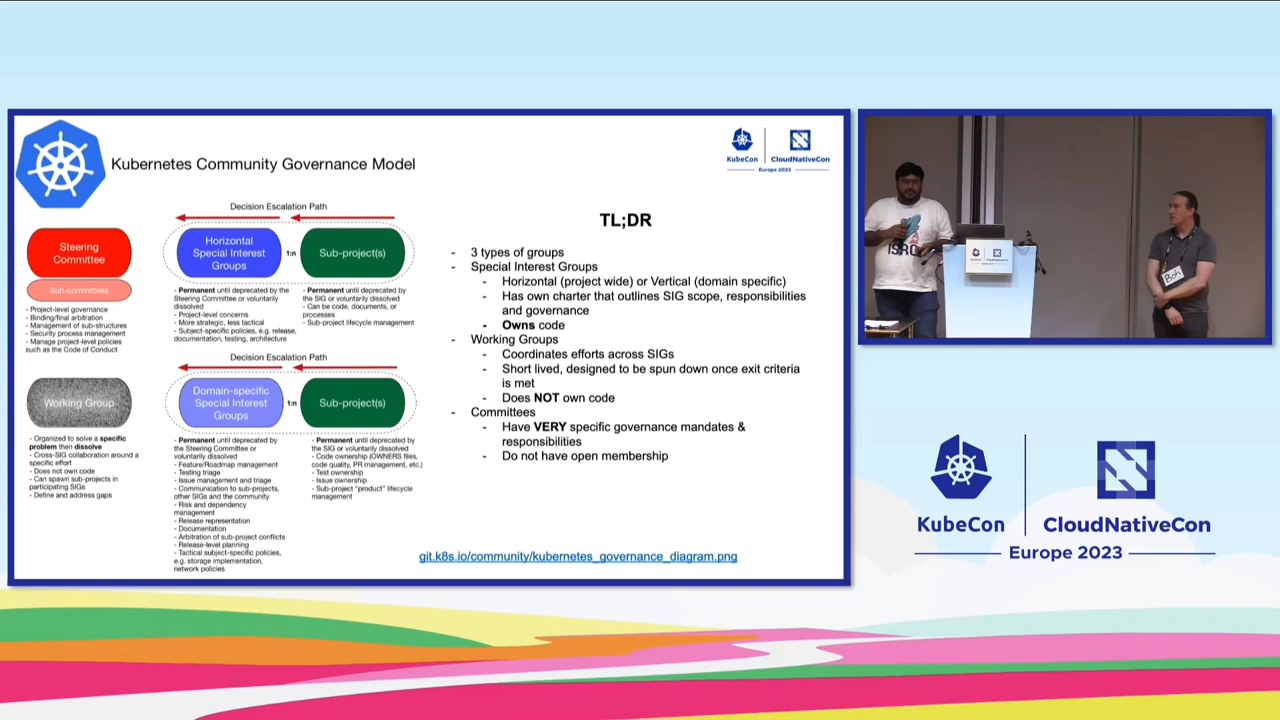 Kubernetes Community Governance Model
KubeCon
CloudNativeCon
Europe 2023
Decision Escalation Path
Steering
Committee
Sub-committees
- Project-level governance
- Binding/final arbitration
- Management of sub-structures
- Security process management
- Manage project-level policies
such as the Code of Conduct
Horizontal
Special Interest
Groups
1:n
Sub-project(s)
- Permanent until deprecated by the
Steering Committee or voluntarily
dissolved
- Project-level concerns
- More strategic, less tactical
- Subject-specific policies, e.g. release,
documentation, testing, architecture
- Permanent until deprecated by
the SIG or voluntarily dissolved
- Can be code, documents, or
processes
- Sub-project lifecycle management
Decision Escalation Path
Working Group
- Organized to solve a specific
problem then dissolve
- Cross-SIG collaboration around a
specific effort
- Does not own code
- Can spawn sub-projects in
participating SIGs
- Define and address gaps
Domain-specific
Special Interest
Groups
1:n
Sub-project(s)
- Permanent until deprecated by
the Steering Committee or
voluntarily dissolved
- Feature/Roadmap management
- Testing triage
- Issue management and triage
- Communication to sub-projects,
other SIGs and the community
- Risk and dependency
management
- Release representation
- Documentation
- Arbitration of sub-project conflicts
- Release-level planning
- Tactical subject-specific policies,
e.g. storage implementation,
network policies
- Permanent until deprecated by
the SIG or voluntarily dissolved
- Code ownership (OWNERS files,
code quality, PR management, etc.)
- Test ownership
- Issue ownership
- Sub-project "product" lifecycle
management
TL;DR
- 3 types of groups
- Special Interest Groups
- Horizontal (project wide) or Vertical (domain specific)
- Has own charter that outlines SIG scope, responsibilities
and governance
- Owns code
- Working Groups
- Coordinates efforts across SIGs
- Short lived, designed to be spun down once exit criteria
is met
- Does NOT own code
- Committees
- Have VERY specific governance mandates &
responsibilities
- Do not have open membership
git.k8s.io/community/kubernetes_governance_diagram.png
ISRO
Bob
KubeCon
CloudNativeCon
Europe 2023